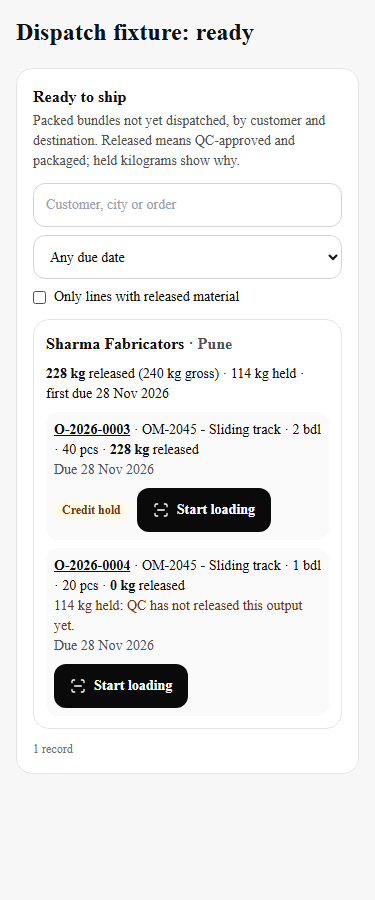 Dispatch fixture: ready
Ready to ship
Packed bundles not yet dispatched, by customer and
destination. Released means QC-approved and
packaged; held kilograms show why.
Customer, city or order
Any due date
Only lines with released material
Sharma Fabricators · Pune
228 kg released (240 kg gross) · 114 kg held ·
first due 28 Nov 2026
O-2026-0003 · OM-2045 - Sliding track · 2 bdl
· 40 pcs · 228 kg released
Due 28 Nov 2026
Credit hold
Start loading
O-2026-0004 · OM-2045 - Sliding track · 1 bdl
· 20 pcs · 0 kg released
114 kg held: QC has not released this output
yet.
Due 28 Nov 2026
Start loading
1 record